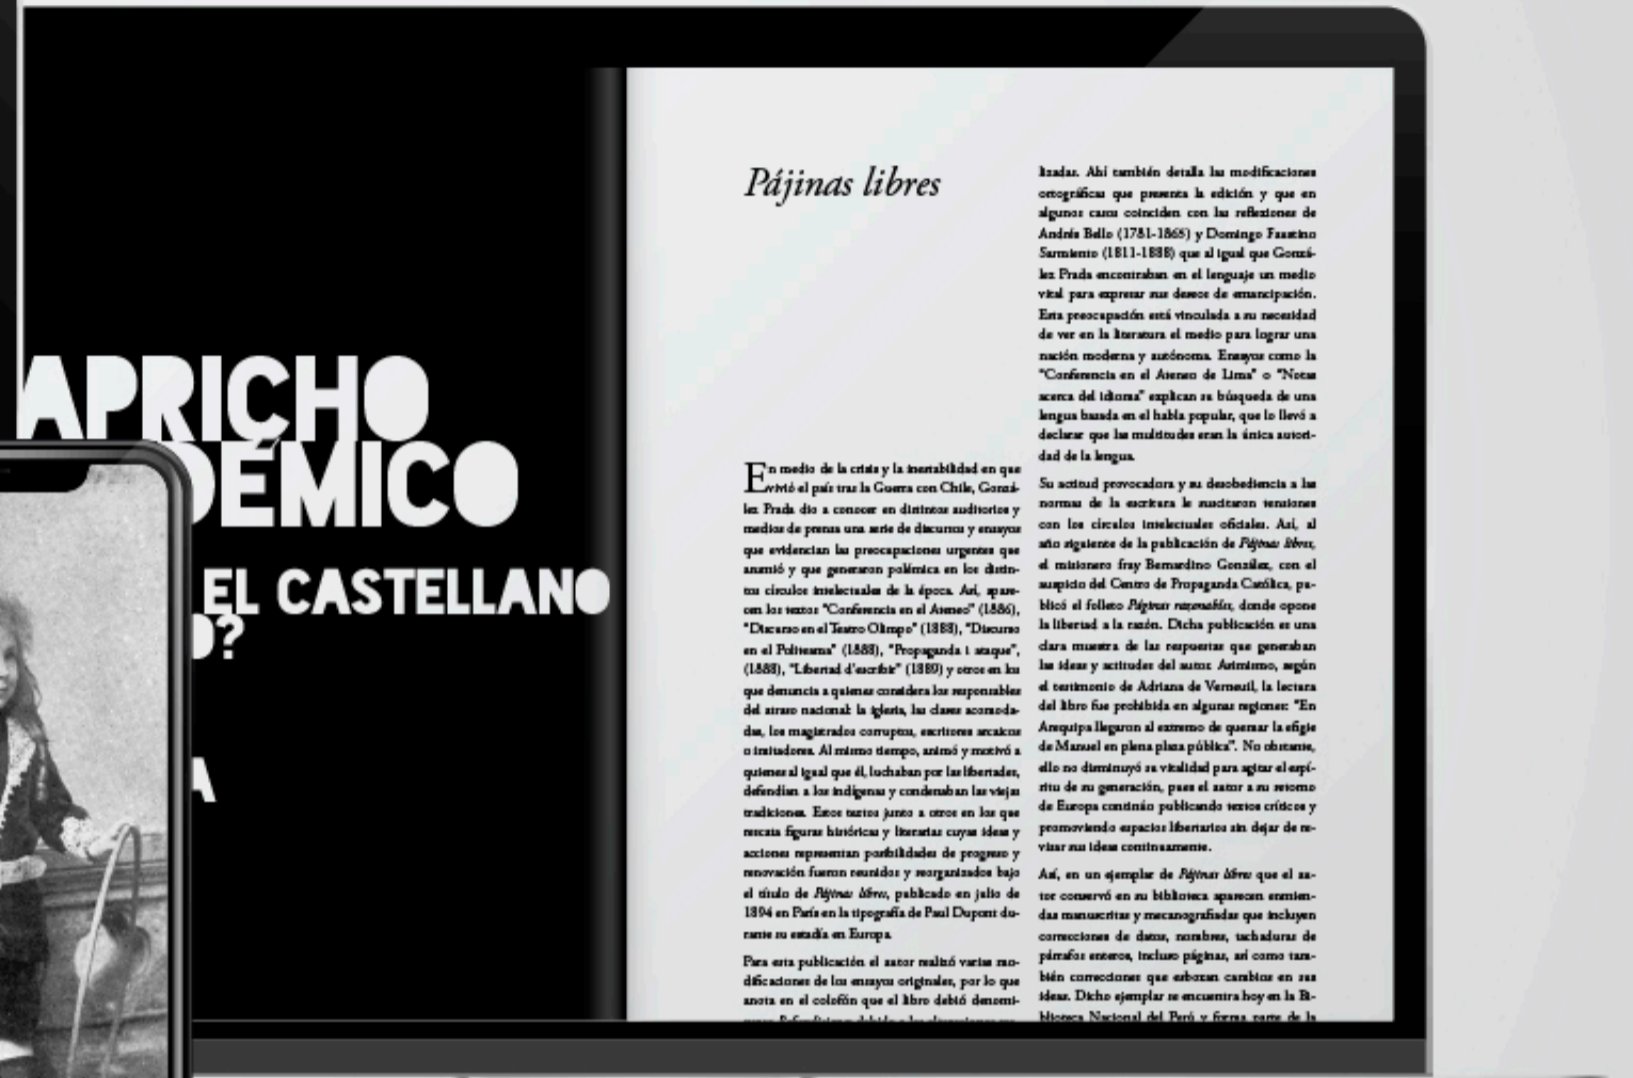 APRICHO
DÉMICO
EL CASTELLANO
O?
A
Pájinas libres
En medio de la crisis y la inestabilidad en que
vivió el país tras la Guerra con Chile, Gonzá-
lez Prada dio a conocer en distintos auditorios y
medios de prensa una serie de discursos y ensayos
que evidencian las preocupaciones urgentes que
asumió y que generaron polémica en los distin-
tos círculos intelectuales de la época. Así, apare-
cen los textos "Conferencia en el Ateneo" (1886),
"Discurso en el Teatro Olimpo" (1888), "Discurso
en el Politeama" (1888), "Propaganda i ataque",
(1888), "Libertad d'escribir" (1889) y otros en los
que denuncia a quienes considera los responsables
del atraso nacional: la iglesia, las clases acomoda-
das, los magistrados corruptos, escritores arcaicos
o imitadores. Al mismo tiempo, animó y motivó a
quienes al igual que él, luchaban por las libertades,
defendían a los indígenas y condenaban las viejas
tradiciones. Estos textos junto a otros en los que
rescata figuras históricas y literarias cuyas ideas y
acciones representan posibilidades de progreso y
renovación fueron reunidos y reorganizados bajo
el título de Pájinas libres, publicado en julio de
1894 en París en la tipografía de Paul Dupont du-
rante su estadía en Europa.
Para esta publicación el autor realizó varias mo-
dificaciones de los ensayos originales, por lo que
anota en el colofón que el libro debió denomi-
lizadas. Ahí también detalla las modificaciones
ortográficas que presenta la edición y que en
algunos casos coinciden con las reflexiones de
Andrés Bello (1781-1865) y Domingo Faustino
Sarmiento (1811-1888) que al igual que Gonzá-
lez Prada encontraban en el lenguaje un medio
vital para expresar sus deseos de emancipación.
Esta preocupación está vinculada a su necesidad
de ver en la literatura el medio para lograr una
nación moderna y autónoma. Ensayos como la
"Conferencia en el Ateneo de Lima" o "Notas
acerca del idioma" explican su búsqueda de una
lengua basada en el habla popular, que lo llevó a
declarar que las multitudes eran la única autori-
dad de la lengua.
Su actitud provocadora y su desobediencia a las
normas de la escritura le suscitaron tensiones
con los círculos intelectuales oficiales. Así, al
año siguiente de la publicación de Pájinas libres,
el misionero fray Bernardino González, con el
auspicio del Centro de Propaganda Católica, pu-
blicó el folleto Páginas razonables, donde opone
la libertad a la razón. Dicha publicación es una
clara muestra de las respuestas que generaban
las ideas y actitudes del autor. Asimismo, según
el testimonio de Adriana de Verneuil, la lectura
del libro fue prohibida en algunas regiones: "En
Arequipa llegaron al extremo de quemar la efigie
de Manuel en plena plaza pública". No obstante,
ello no disminuyó su vitalidad para agitar el espí-
ritu de su generación, pues el autor a su retorno
de Europa continúo publicando textos críticos y
promoviendo espacios libertarios sin dejar de re-
visar sus ideas continuamente.
Así, en un ejemplar de Pájinas libres que el au-
tor conservó en su biblioteca aparecen enmien-
das manuscritas y mecanografiadas que incluyen
correcciones de datos, nombres, tachaduras de
párrafos enteros, incluso páginas, así como tam-
bién correcciones que esbozan cambios en sus
ideas. Dicho ejemplar se encuentra hoy en la Bi-
blioteca Nacional del Perú y forma parte de la